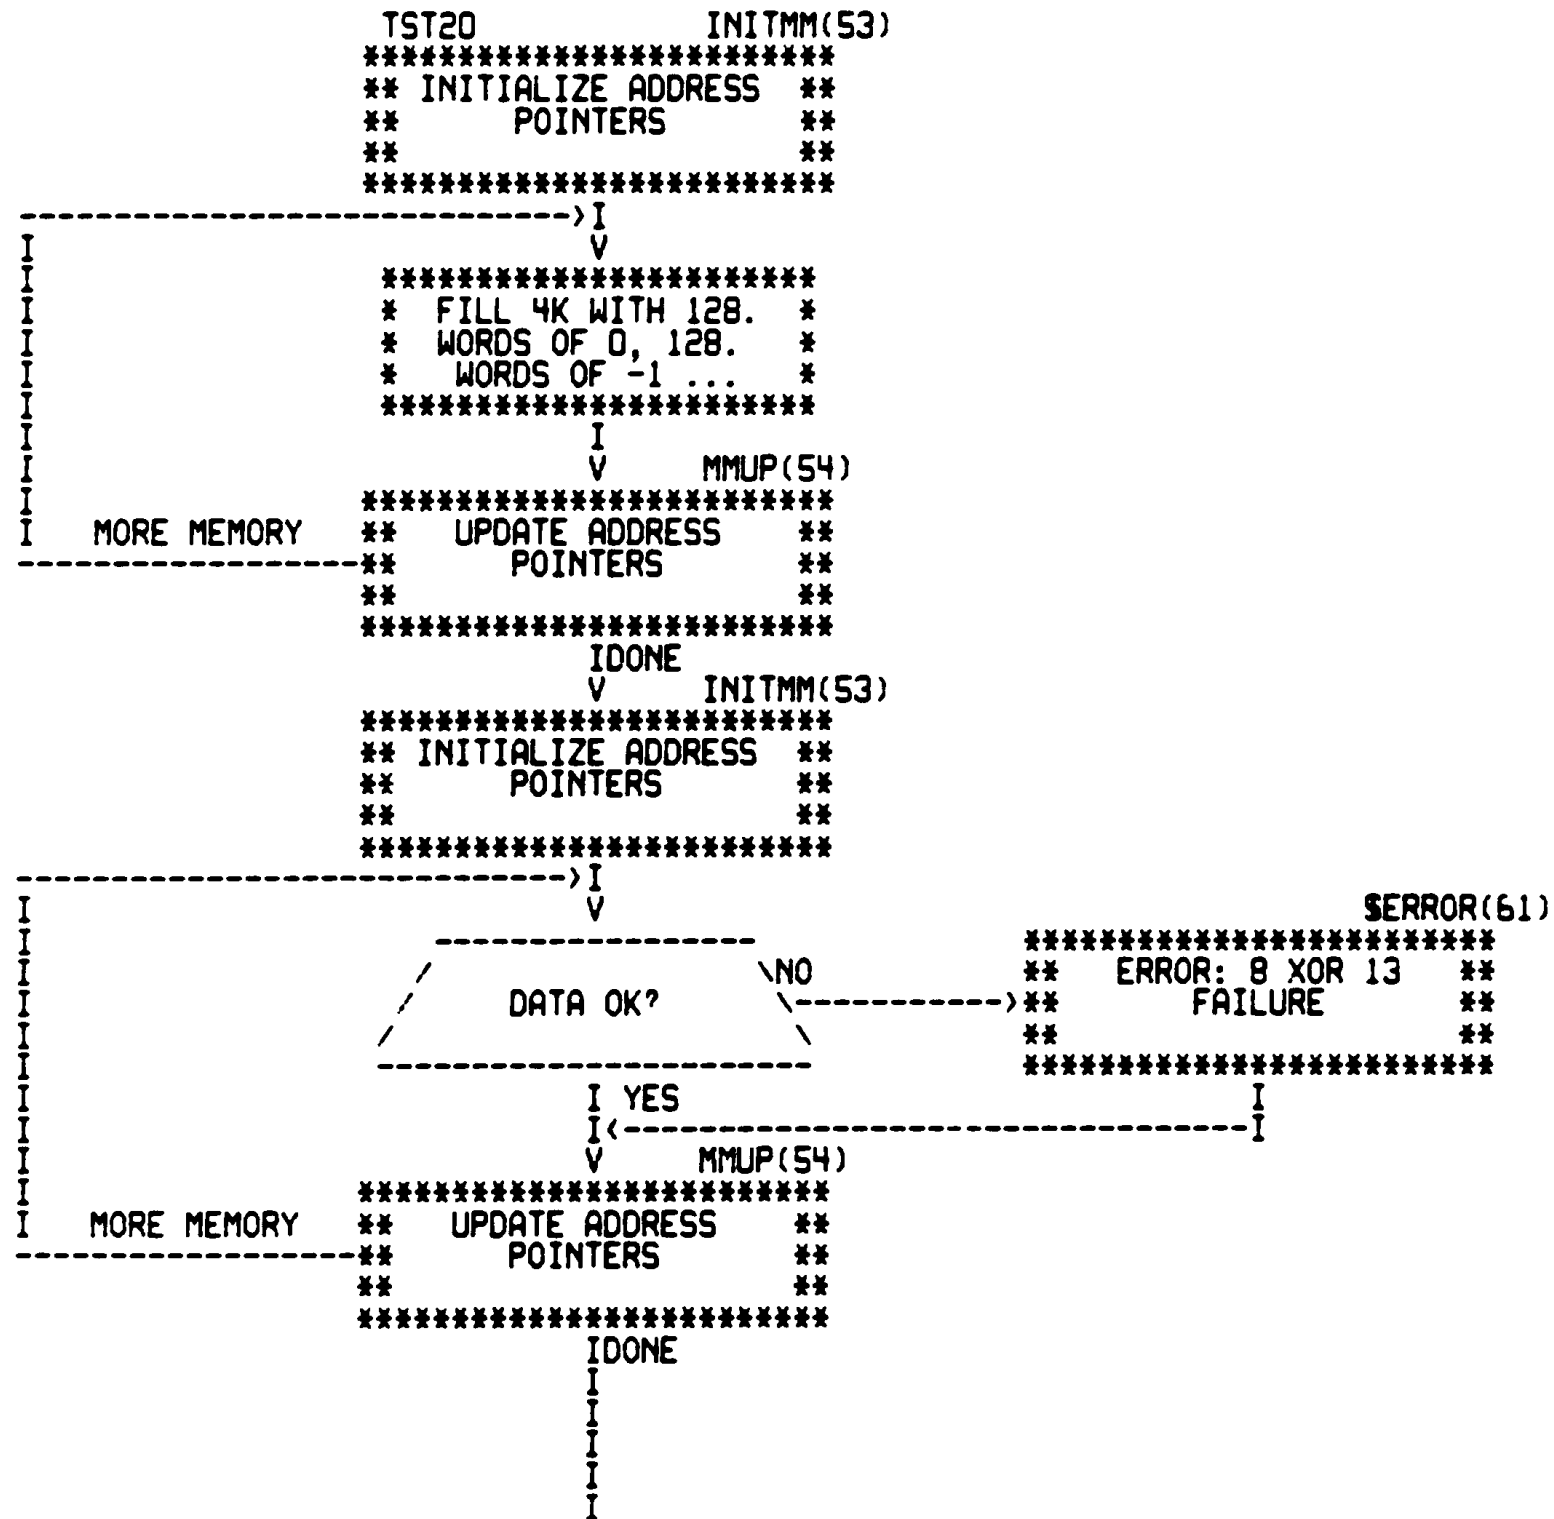 TST20 INITMM(53)
INITIALIZE ADDRESS
POINTERS
FILL 4K WITH 128.
WORDS OF 0, 128.
WORDS OF -1 ...
MMUP(54)
MORE MEMORY UPDATE ADDRESS
POINTERS
DONE
INITMM(53)
INITIALIZE ADDRESS
POINTERS
$ERROR(61)
NO ERROR: 8 XOR 13
DATA OK? FAILURE
YES
MMUP(54)
MORE MEMORY UPDATE ADDRESS
POINTERS
DONE